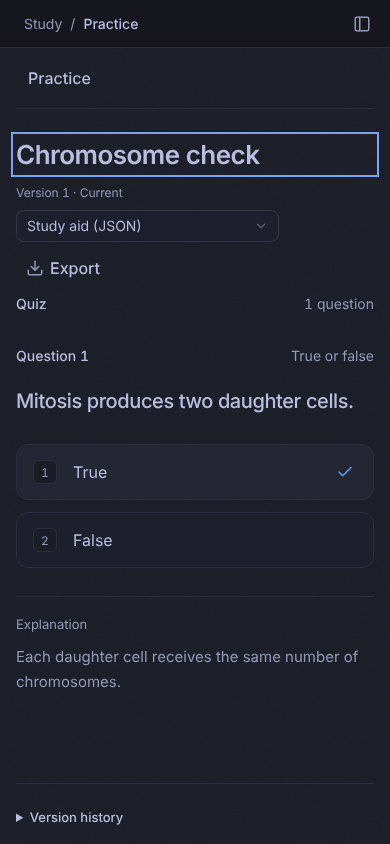 Study / Practice
Practice
Chromosome check
Version 1 · Current
Study aid (JSON)
Export
Quiz 1 question
Question 1 True or false
Mitosis produces two daughter cells.
1 True
2 False
Explanation
Each daughter cell receives the same number of
chromosomes.
Version history